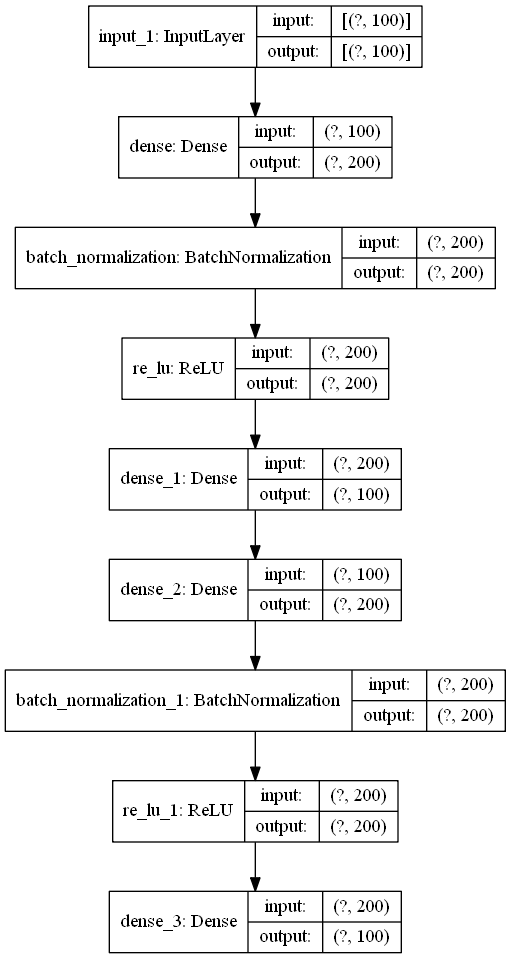 input_1: InputLayer
input:
[(?, 100)]
output:
[(?, 100)]
dense: Dense
input:
(?, 100)
output:
(?, 200)
batch_normalization: BatchNormalization
input:
(?, 200)
output:
(?, 200)
re_lu: ReLU
input:
(?, 200)
output:
(?, 200)
dense_1: Dense
input:
(?, 200)
output:
(?, 100)
dense_2: Dense
input:
(?, 100)
output:
(?, 200)
batch_normalization_1: BatchNormalization
input:
(?, 200)
output:
(?, 200)
re_lu_1: ReLU
input:
(?, 200)
output:
(?, 200)
dense_3: Dense
input:
(?, 200)
output:
(?, 100)